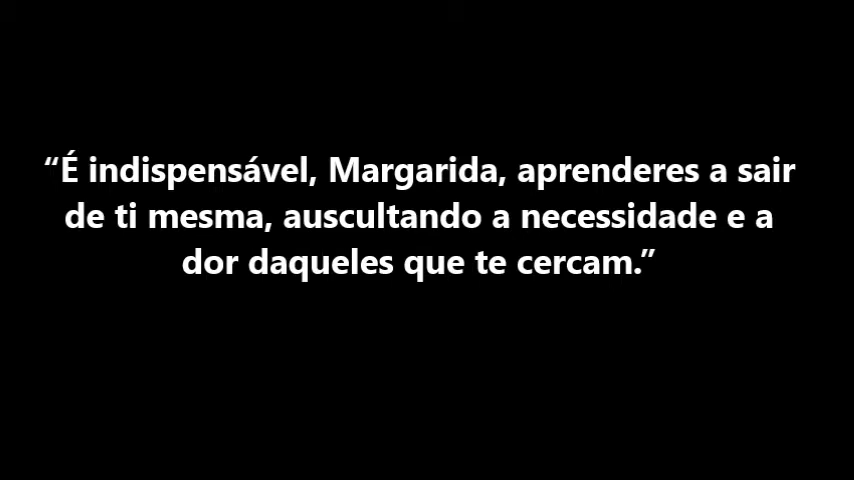 “É indispensável, Margarida, aprenderes a sair
de ti mesma, auscultando a necessidade e a
dor daqueles que te cercam.”